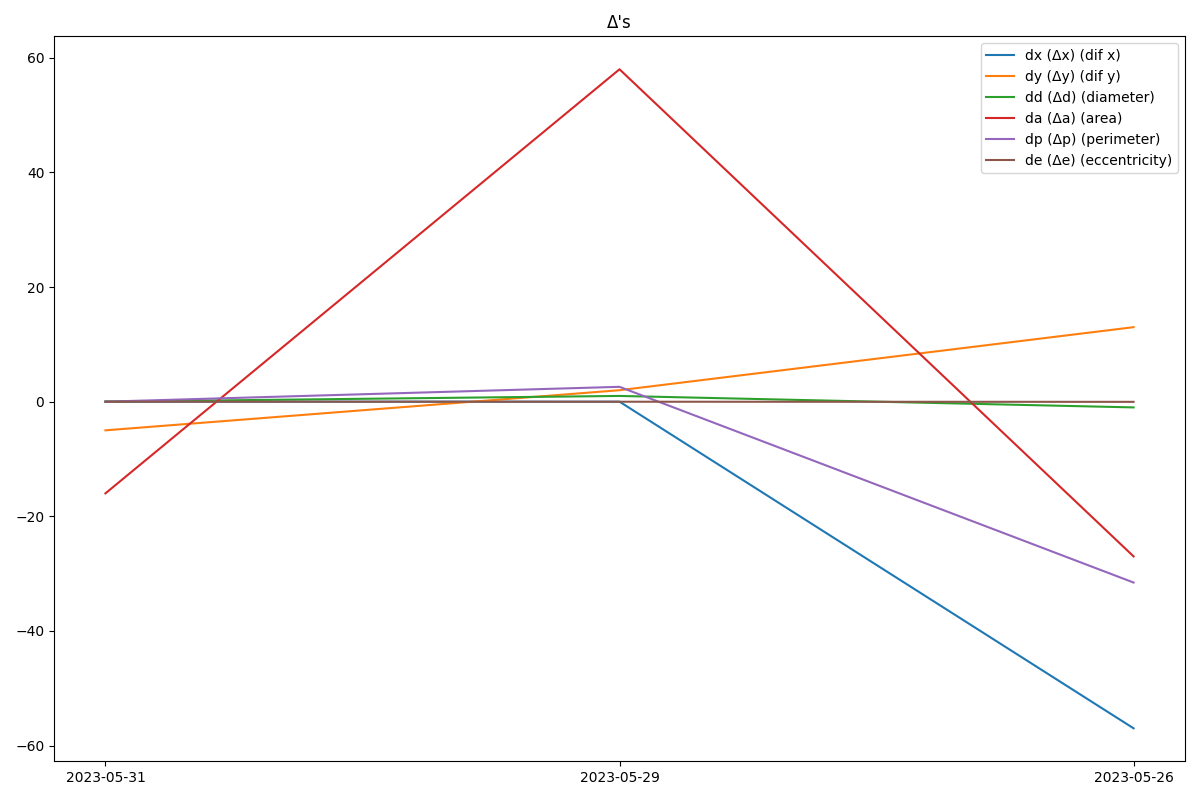 Δ's
dx (Δx) (dif x)
dy (Δy) (dif y)
dd (Δd) (diameter)
da (Δa) (area)
dp (Δp) (perimeter)
de (Δe) (eccentricity)
60
40
20
0
−20
−40
−60
2023-05-31 2023-05-29 2023-05-26